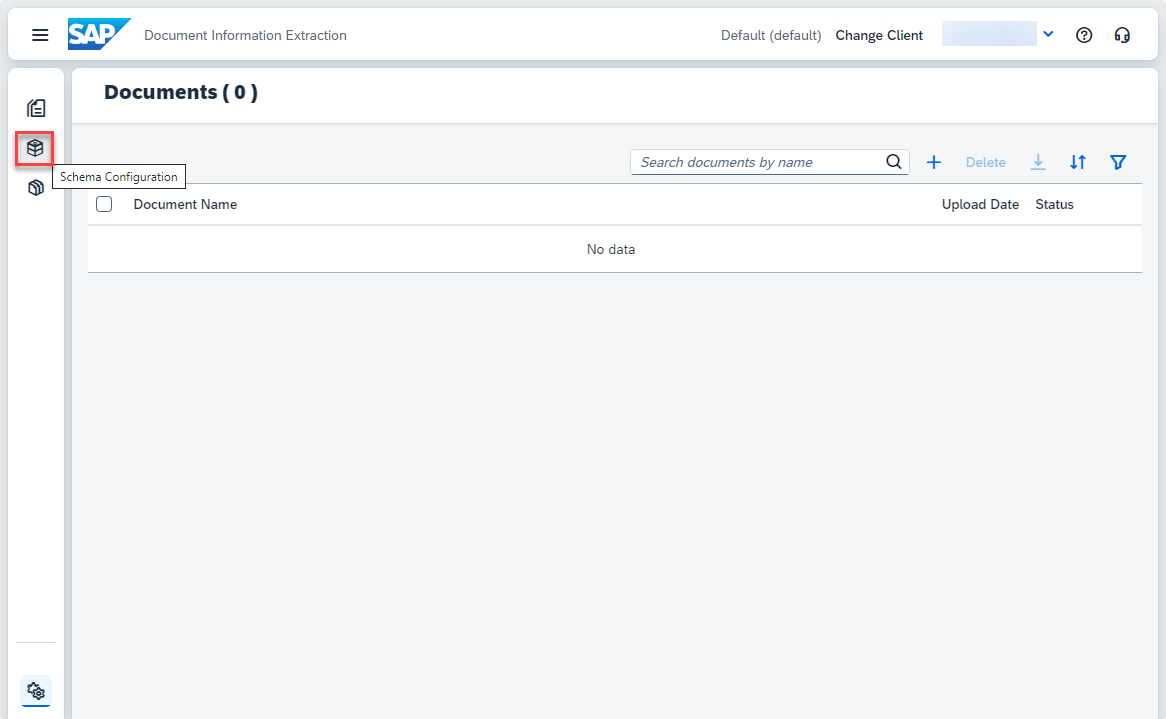 SAP Document Information Extraction Default (default) Change Client
Documents ( 0 )
Schema Configuration
Search documents by name Delete
Document Name Upload Date Status
No data